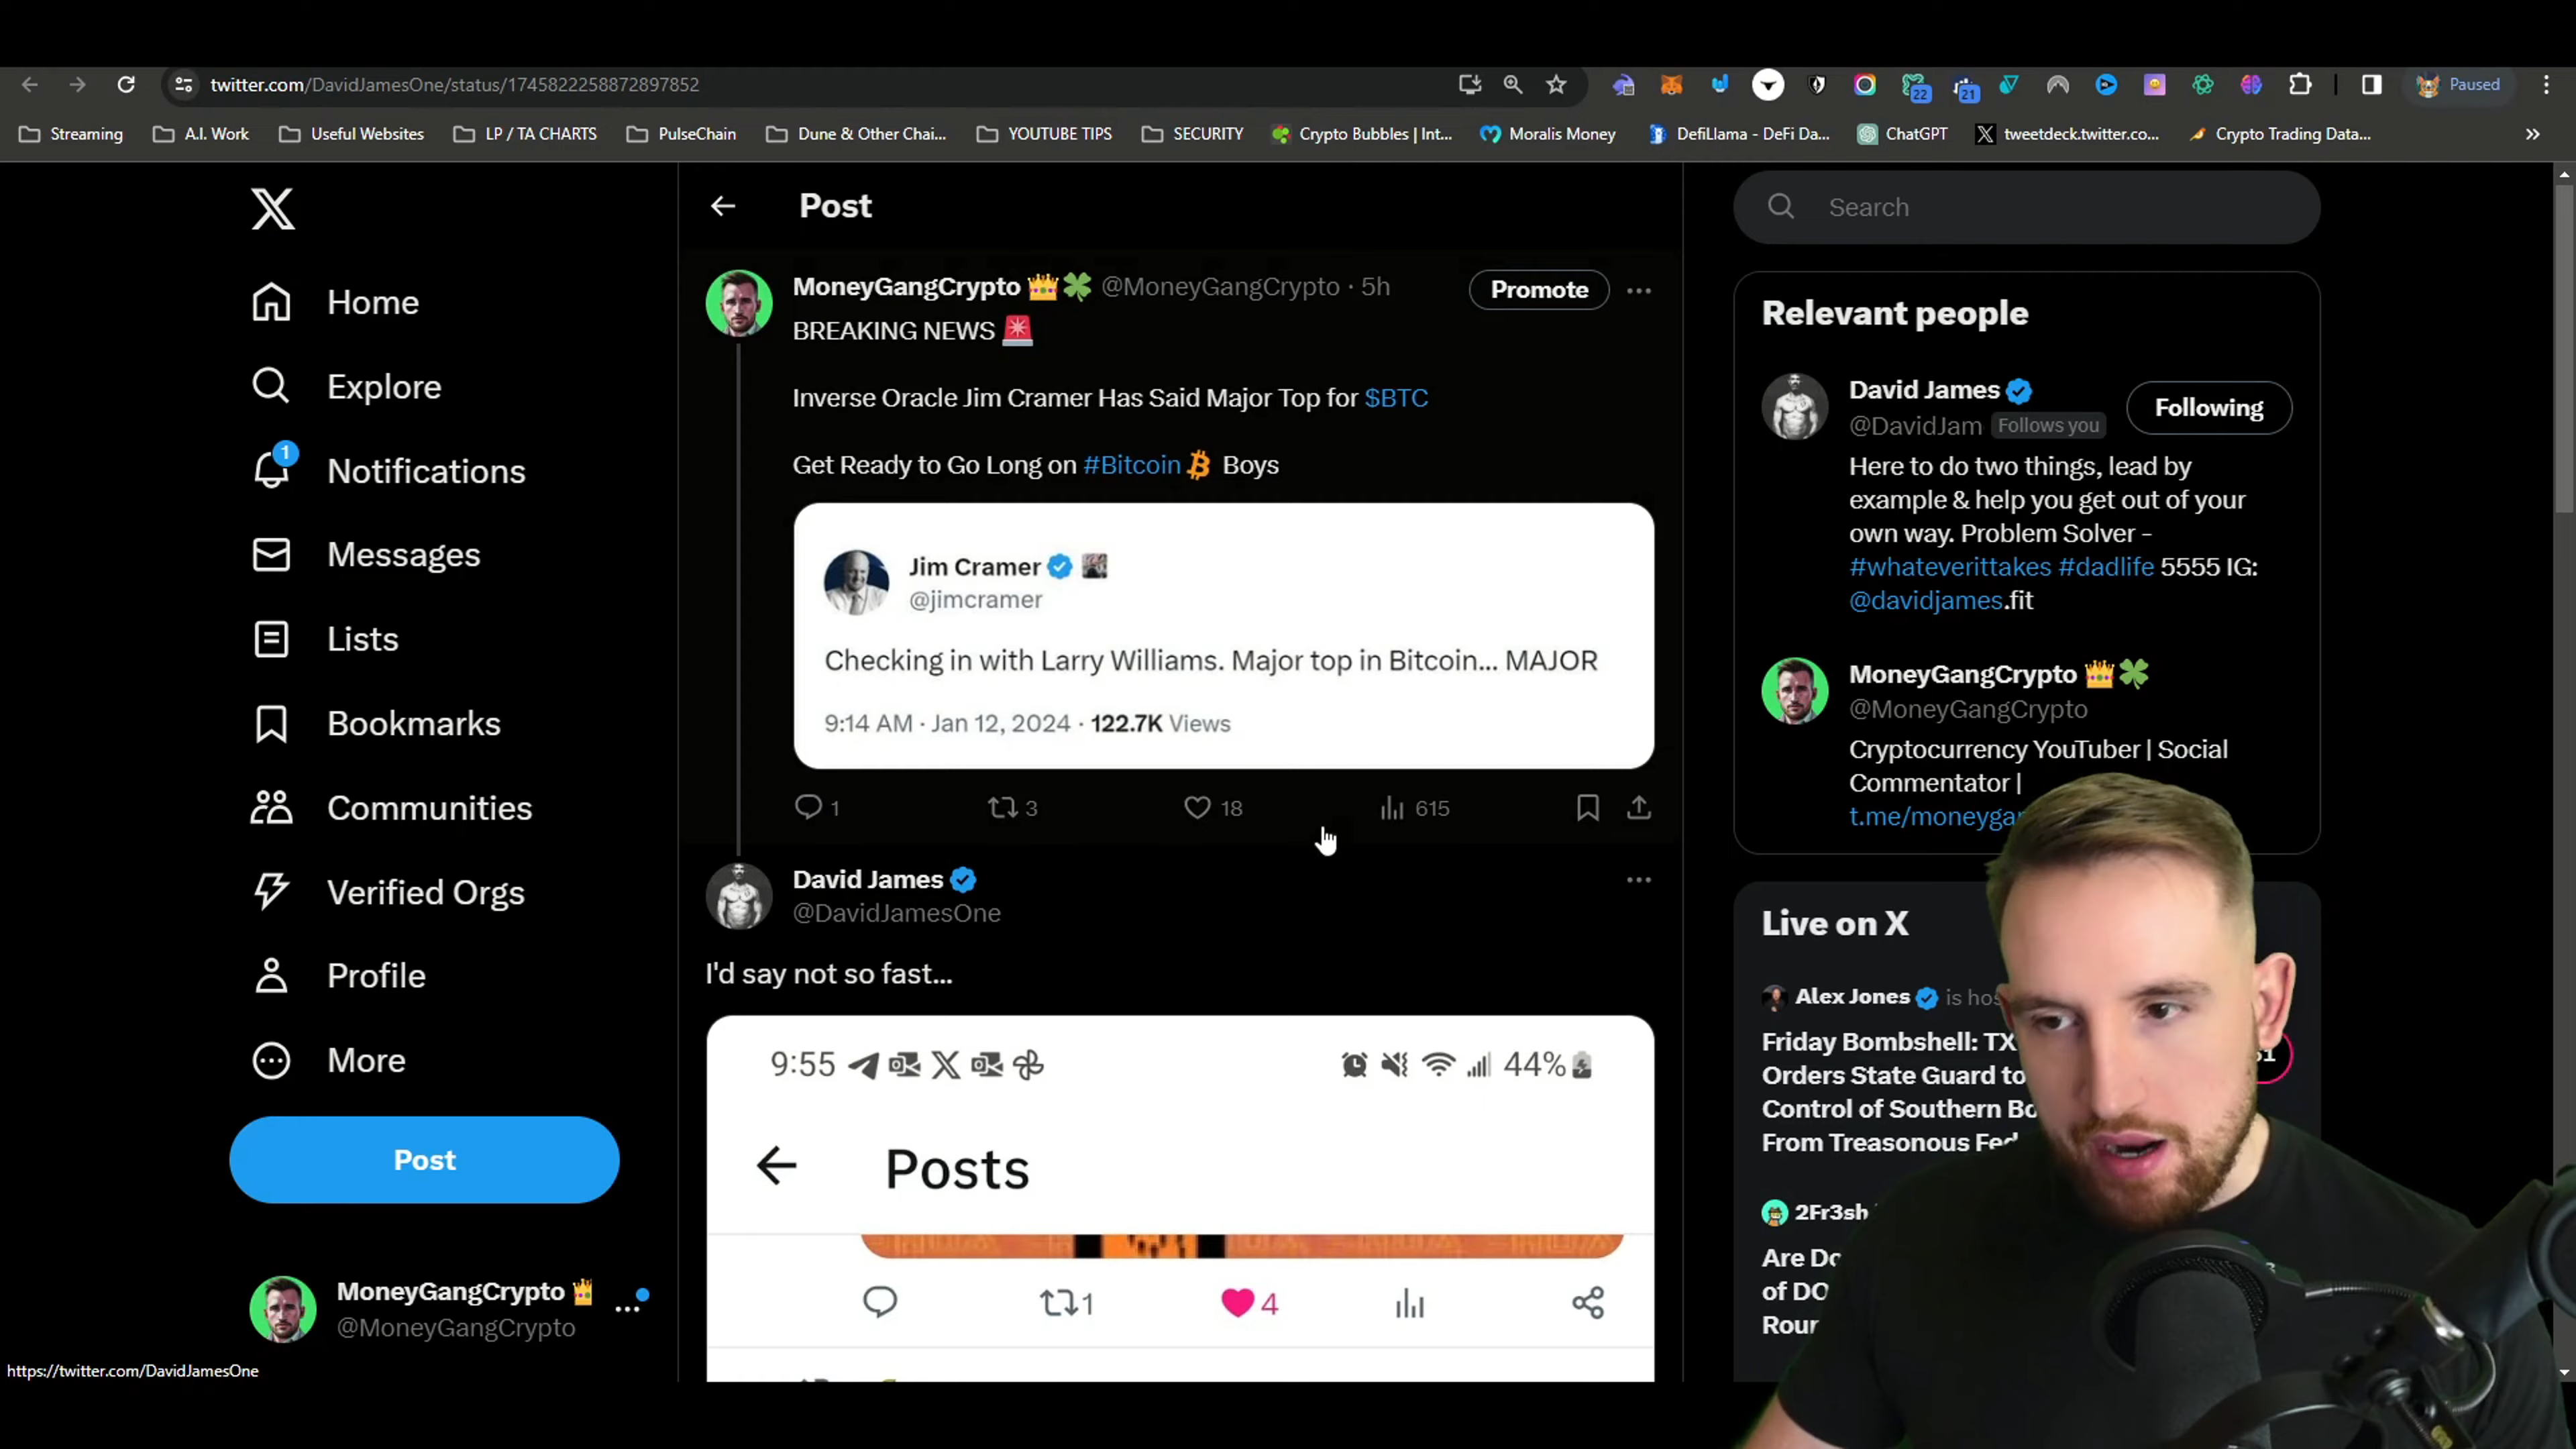 twitter.com/DavidJamesOne/status/1745822258872897852
22
21
Paused
Streaming
A.I. Work
Useful Websites
LP / TA CHARTS
PulseChain
Dune & Other Chai...
YOUTUBE TIPS
SECURITY
Crypto Bubbles | Int...
Moralis Money
DefiLlama - DeFi Da...
ChatGPT
tweetdeck.twitter.co...
Crypto Trading Data...
Home
Explore
1
Notifications
Messages
Lists
Bookmarks
Communities
Verified Orgs
Profile
More
Post
MoneyGangCrypto 👑
@MoneyGangCrypto
https://twitter.com/DavidJamesOne
Post
MoneyGangCrypto 👑🍀 @MoneyGangCrypto · 5h
Promote
BREAKING NEWS 🚨
Inverse Oracle Jim Cramer Has Said Major Top for $BTC
Get Ready to Go Long on #Bitcoin Boys
Jim Cramer
@jimcramer
Checking in with Larry Williams. Major top in Bitcoin... MAJOR
9:14 AM · Jan 12, 2024 · 122.7K Views
1 3 18 615
David James
@DavidJamesOne
I'd say not so fast...
9:55
44%
Posts
1 4
Search
Relevant people
David James
@DavidJam Follows you
Following
Here to do two things, lead by
example & help you get out of your
own way. Problem Solver -
#whateverittakes #dadlife 5555 IG:
@davidjames.fit
MoneyGangCrypto 👑🍀
@MoneyGangCrypto
Cryptocurrency YouTuber | Social
Commentator |
t.me/moneyga
Live on X
Alex Jones is hos
Friday Bombshell: TX
Orders State Guard to
Control of Southern Bo
From Treasonous Fed
2Fr3sh
Are Do
of DO
Rour